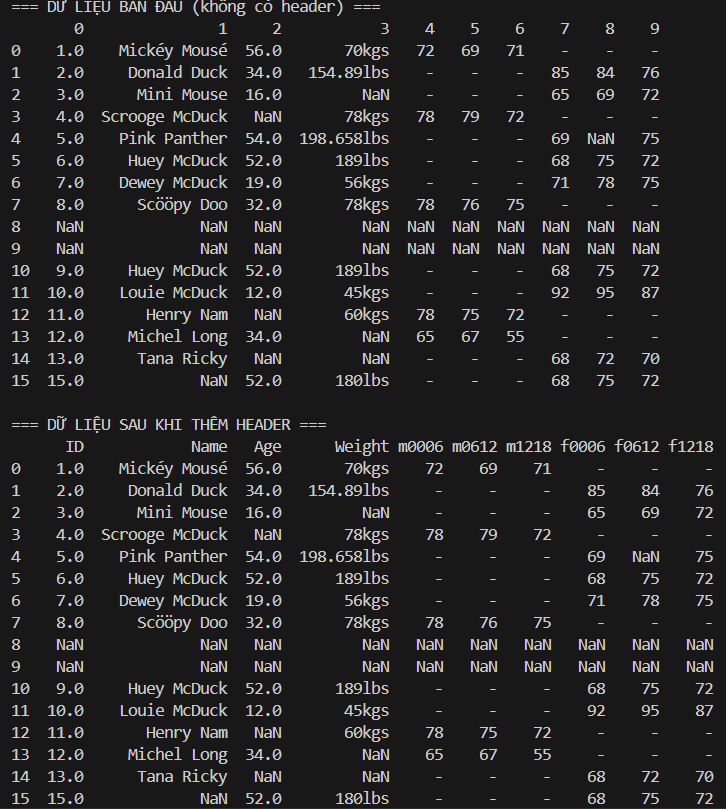 === DỮ LIỆU BAN ĐẦU (không có header) ===
0 1 2 3 4 5 6 7 8 9
0 1.0 Mickéy Mousé 56.0 70kgs 72 69 71 - - -
1 2.0 Donald Duck 34.0 154.89lbs - - - 85 84 76
2 3.0 Mini Mouse 16.0 NaN - - - 65 69 72
3 4.0 Scrooge McDuck NaN 78kgs 78 79 72 - - -
4 5.0 Pink Panther 54.0 198.658lbs - - - 69 NaN 75
5 6.0 Huey McDuck 52.0 189lbs - - - 68 75 72
6 7.0 Dewey McDuck 19.0 56kgs - - - 71 78 75
7 8.0 Scööpy Doo 32.0 78kgs 78 76 75 - - -
8 NaN NaN NaN NaN NaN NaN NaN NaN NaN NaN
9 NaN NaN NaN NaN NaN NaN NaN NaN NaN NaN
10 9.0 Huey McDuck 52.0 189lbs - - - 68 75 72
11 10.0 Louie McDuck 12.0 45kgs - - - 92 95 87
12 11.0 Henry Nam NaN 60kgs 78 75 72 - - -
13 12.0 Michel Long 34.0 NaN 65 67 55 - - -
14 13.0 Tana Ricky NaN NaN - - - 68 72 70
15 15.0 NaN 52.0 180lbs - - - 68 75 72
=== DỮ LIỆU SAU KHI THÊM HEADER ===
ID Name Age Weight m0006 m0612 m1218 f0006 f0612 f1218
0 1.0 Mickéy Mousé 56.0 70kgs 72 69 71 - - -
1 2.0 Donald Duck 34.0 154.89lbs - - - 85 84 76
2 3.0 Mini Mouse 16.0 NaN - - - 65 69 72
3 4.0 Scrooge McDuck NaN 78kgs 78 79 72 - - -
4 5.0 Pink Panther 54.0 198.658lbs - - - 69 NaN 75
5 6.0 Huey McDuck 52.0 189lbs - - - 68 75 72
6 7.0 Dewey McDuck 19.0 56kgs - - - 71 78 75
7 8.0 Scööpy Doo 32.0 78kgs 78 76 75 - - -
8 NaN NaN NaN NaN NaN NaN NaN NaN NaN NaN
9 NaN NaN NaN NaN NaN NaN NaN NaN NaN NaN
10 9.0 Huey McDuck 52.0 189lbs - - - 68 75 72
11 10.0 Louie McDuck 12.0 45kgs - - - 92 95 87
12 11.0 Henry Nam NaN 60kgs 78 75 72 - - -
13 12.0 Michel Long 34.0 NaN 65 67 55 - - -
14 13.0 Tana Ricky NaN NaN - - - 68 72 70
15 15.0 NaN 52.0 180lbs - - - 68 75 72